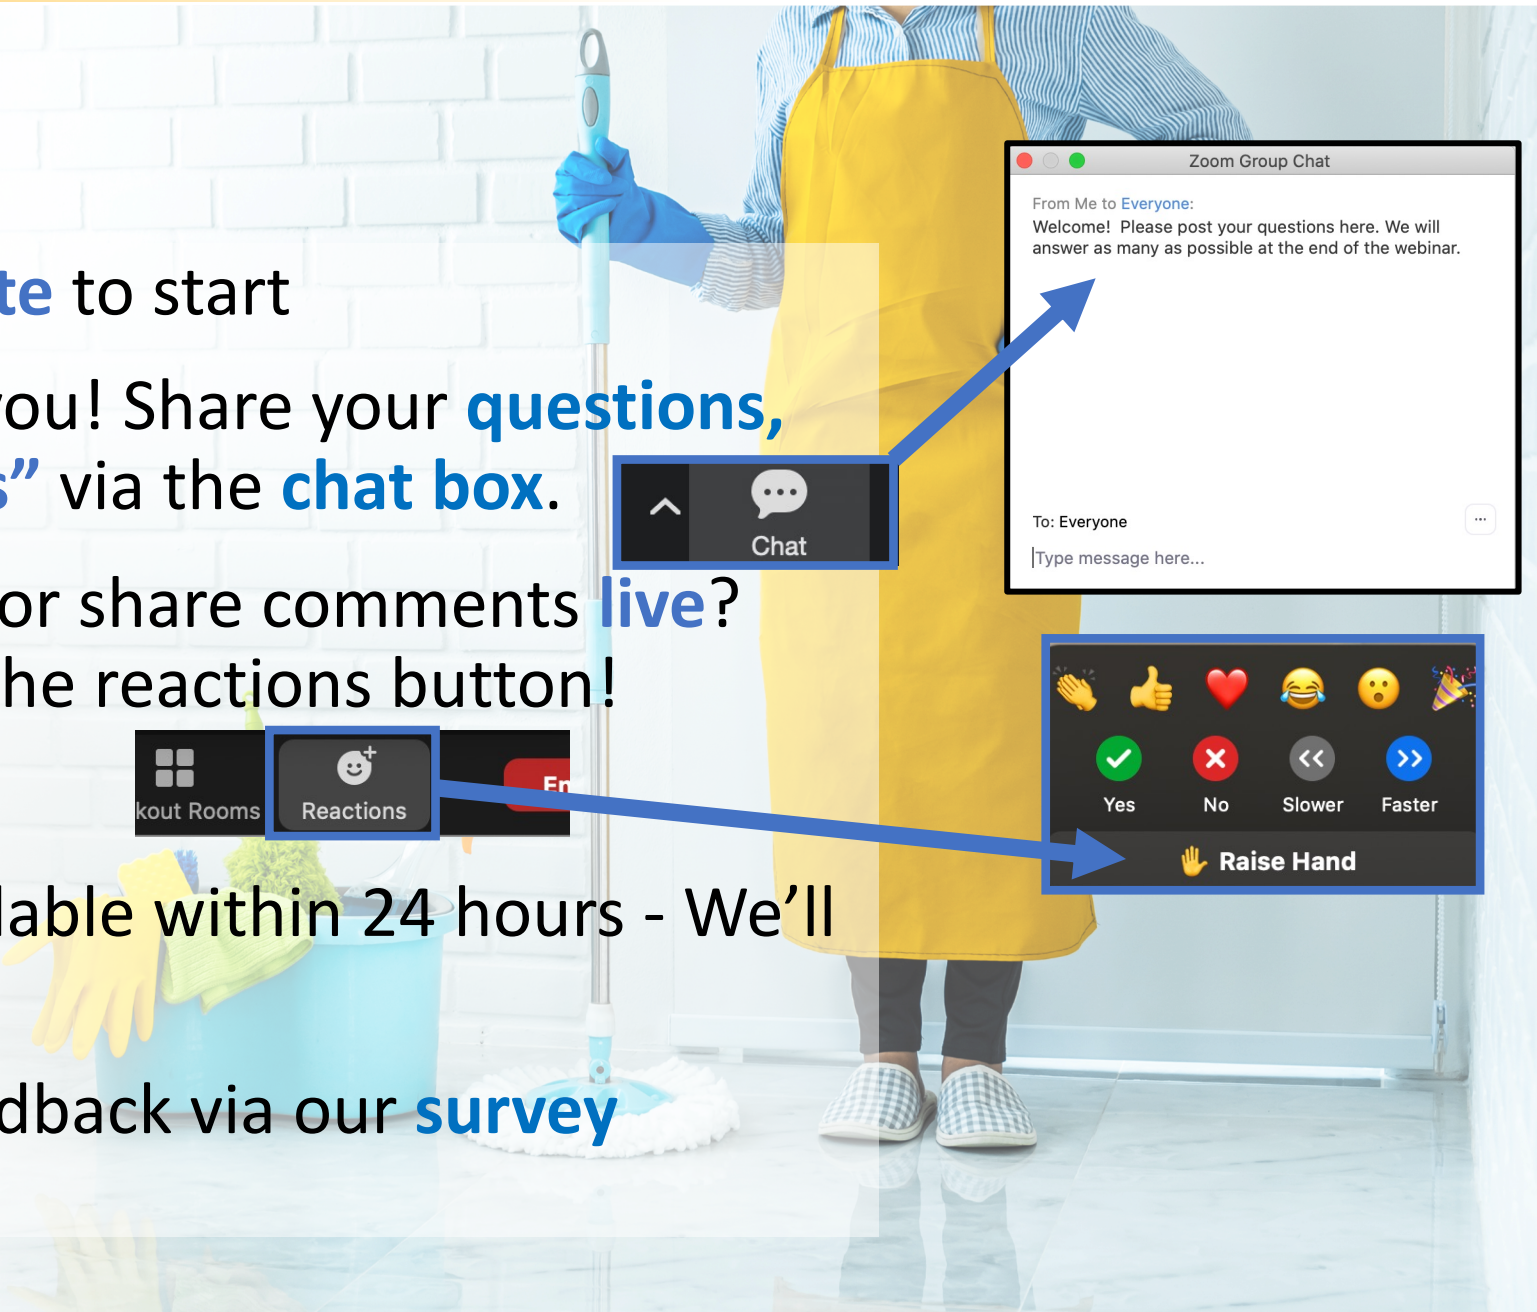 te to start
you! Share your questions,
s” via the chat box.
Chat
or share comments live?
he reactions button!
kout Rooms
Reactions
En
lable within 24 hours - We’ll
dback via our survey
Zoom Group Chat
From Me to Everyone:
Welcome!  Please post your questions here. We will
answer as many as possible at the end of the webinar.
To: Everyone
Type message here...
Yes No Slower Faster
Raise Hand